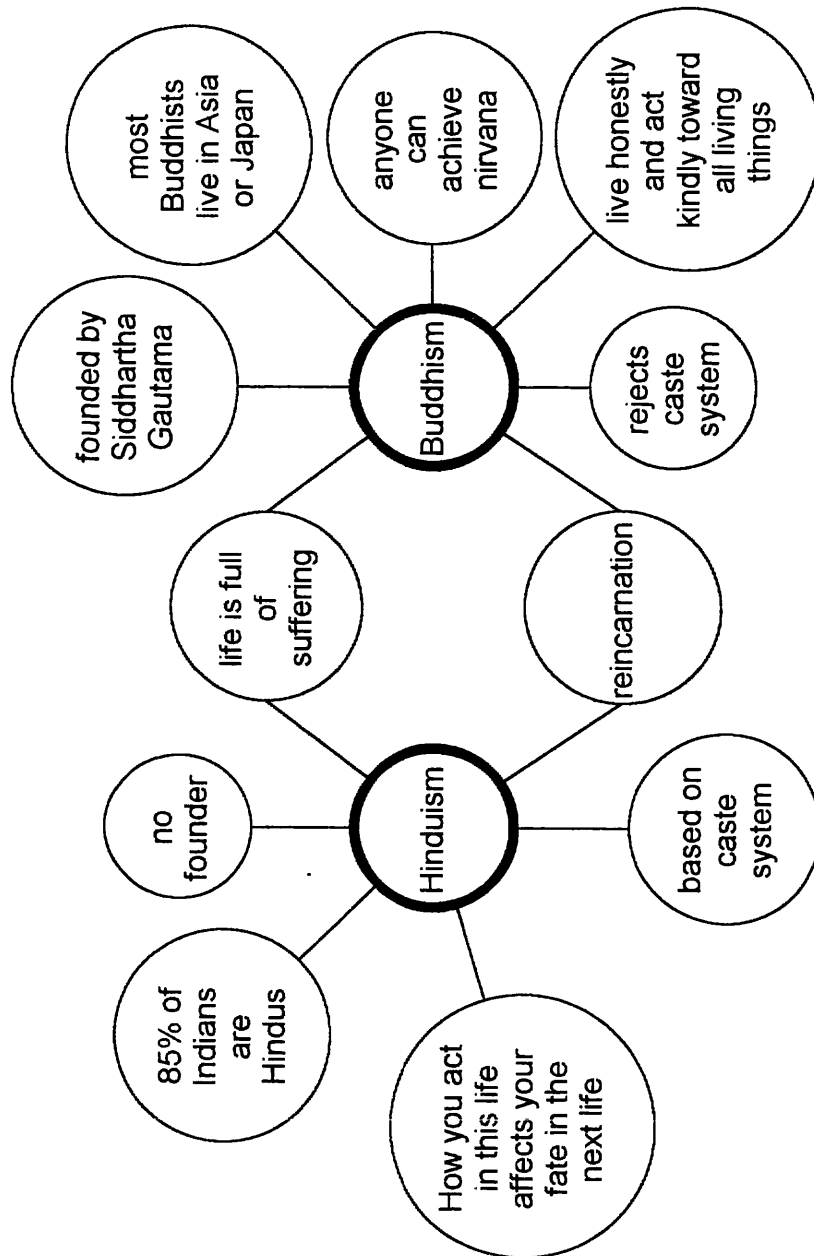 85% of
Indians
are
Hindus
no
founder
How you act
in this life
affects your
fate in the
next life
Hinduism
based on
caste
system
life is full
of
suffering
reincarnation
founded by
Siddhartha
Gautama
most
Buddhists
live in Asia
or Japan
Buddhism
anyone
can
achieve
nirvana
rejects
caste
system
live honestly
and act
kindly toward
all living
things